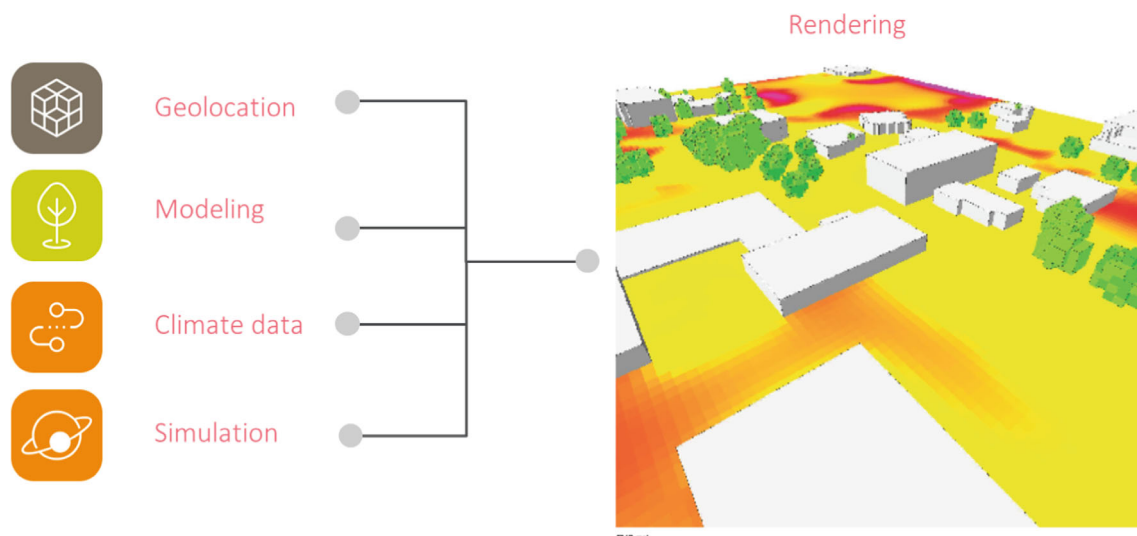 Rendering
Geolocation
Modeling
Climate data
Simulation